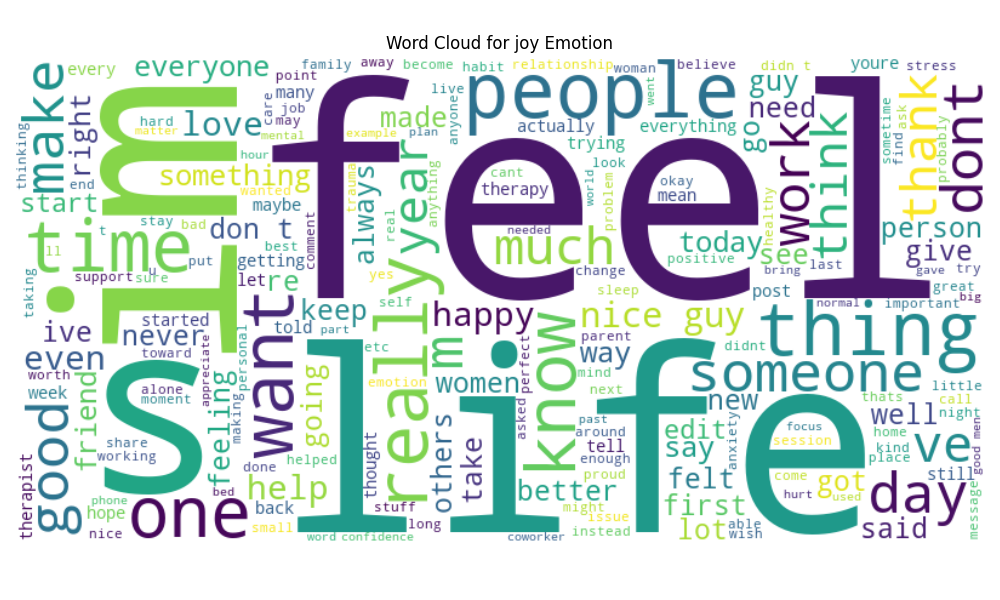 Word Cloud for joy Emotion
feel
life
im
s
people
thing
someone
time
really
year
know
want
one
day
good
make
think
thank
dont
work
much
ve
everyone
something
love
made
need
guy
go
see
person
give
today
nice guy
happy
keep
way
women
m
never
even
ive
start
right
don t
re
always
feeling
going
friend
help
others
take
better
first
felt
say
edit
new
well
got
said
lot
still
every
family
away
become
habit
relationship
woman
believe
didn t
youre
stress
point
many
job
may
care
live
went
hard
matter
mental
example
plan
anyone
actually
everything
trying
look
sometime
find
ask
probably
thinking
end
hour
wanted
maybe
trauma
anything
real
cant
therapy
okay
mean
problem
world
healthy
stay
bad
t
ll
best
comment
needed
put
getting
positive
last
try
taking
support
u
sure
let
yes
self
change
sleep
bring
gave
great
big
post
normal
important
started
told
part
parent
didnt
toward
etc
perfect
mind
worth
alone
appreciate
personal
emotion
next
thats
little
week
moment
making
asked
past
call
night
men
share
working
done
helped
thought
around
tell
enough
anxiety
focus
session
home
kind
place
good
therapist
phone
bed
stuff
proud
come
hurt
used
message
hope
back
might
issue
nice
small
long
able
wish
instead
word
confidence
coworker